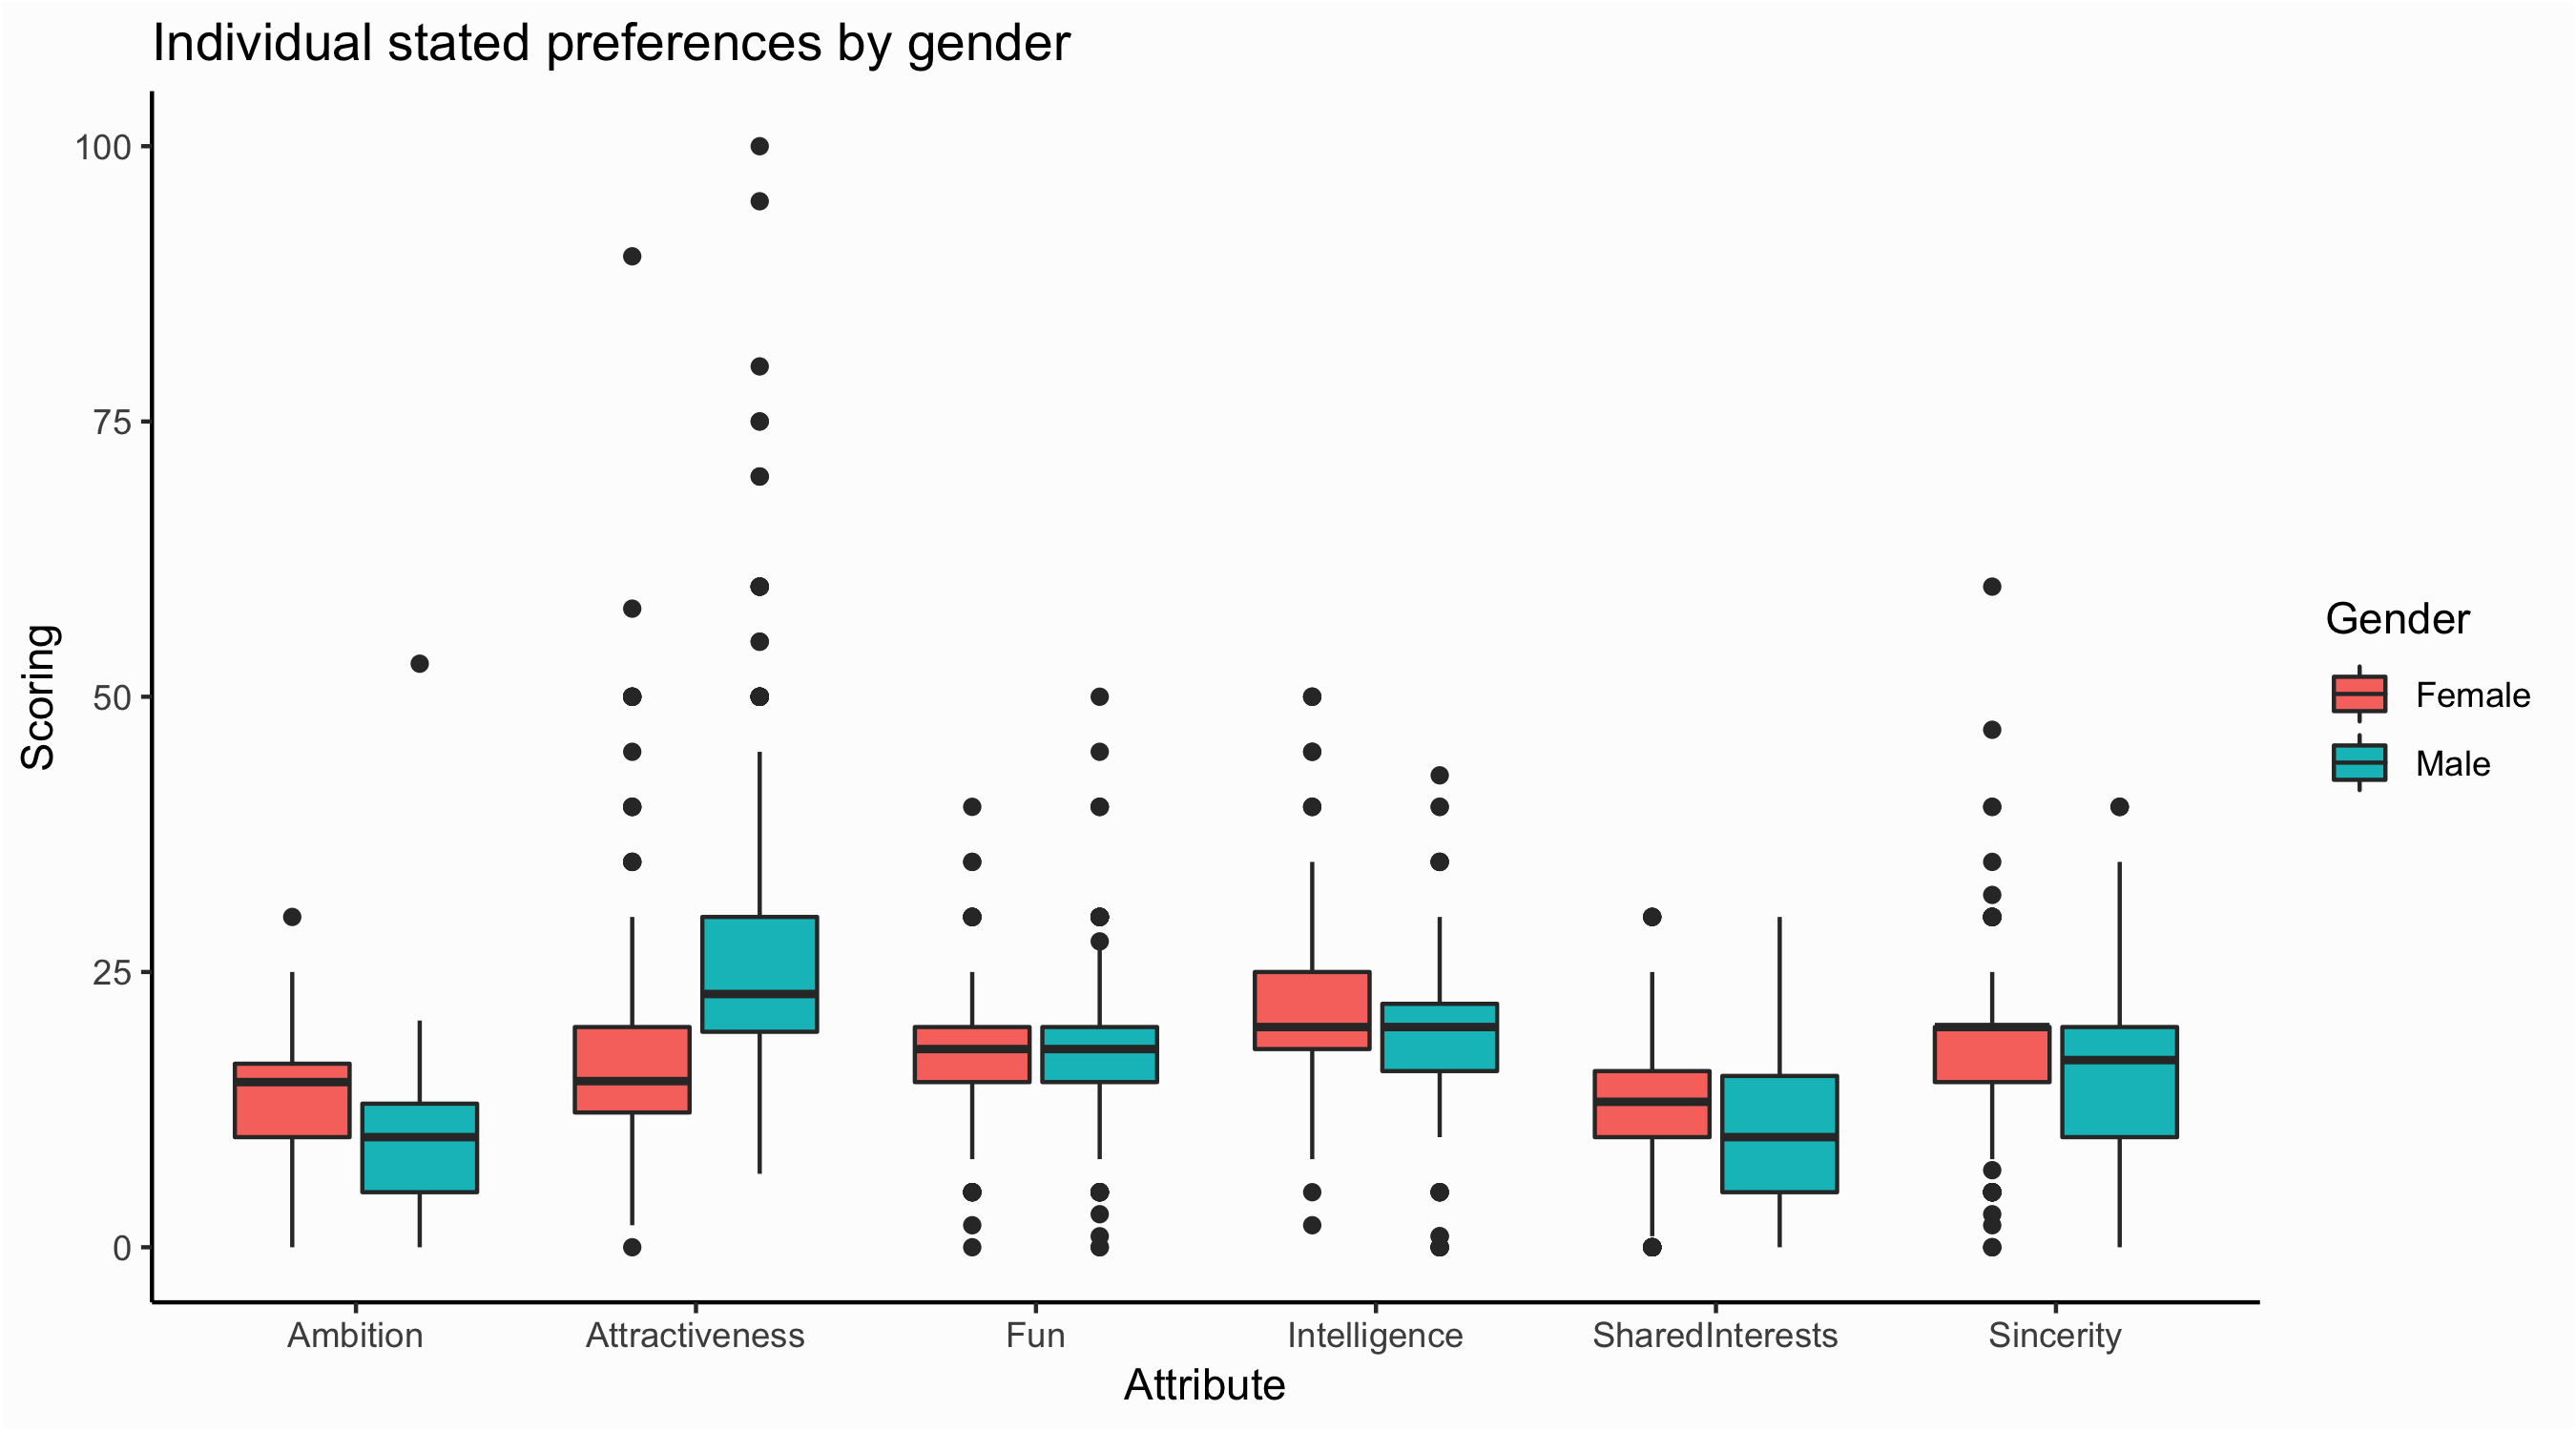 Individual stated preferences by gender
100
75
50
25
0
Scoring
Ambition
Attractiveness
Fun
Intelligence
SharedInterests
Sincerity
Attribute
Gender
Female
Male